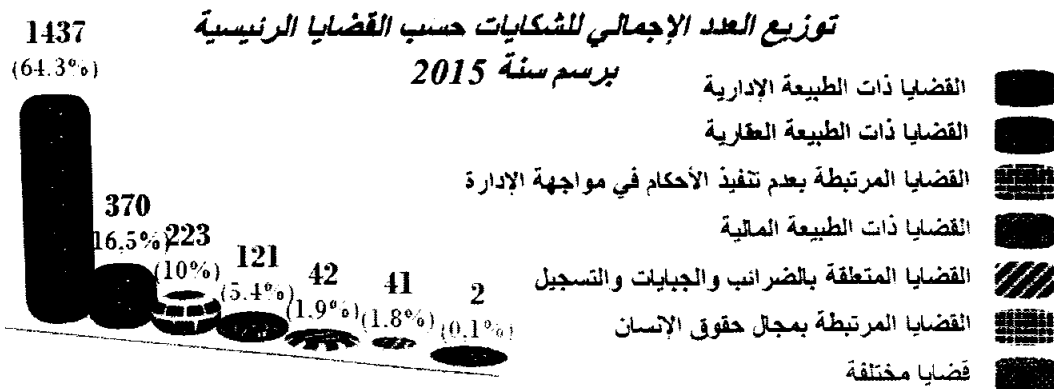 توزيع العدد الإجمالي للشكايات حسب القضايا الرئيسية
برسم سنة 2015
1437
(64.3%)
370
16,5%)
223
(10%)
121
(5.4%)
42
(1.9%)
41
(1.8%)
2
(0.1%)
القضايا ذات الطبيعة الإدارية
القضايا ذات الطبيعة العقارية
القضايا المرتبطة بعدم تنفيذ الأحكام في مواجهة الإدارة
القضايا ذات الطبيعة المالية
القضايا المتعلقة بالضرائب والجبايات والتسجيل
القضايا المرتبطة بمجال حقوق الإنسان
قضايا مختلفة